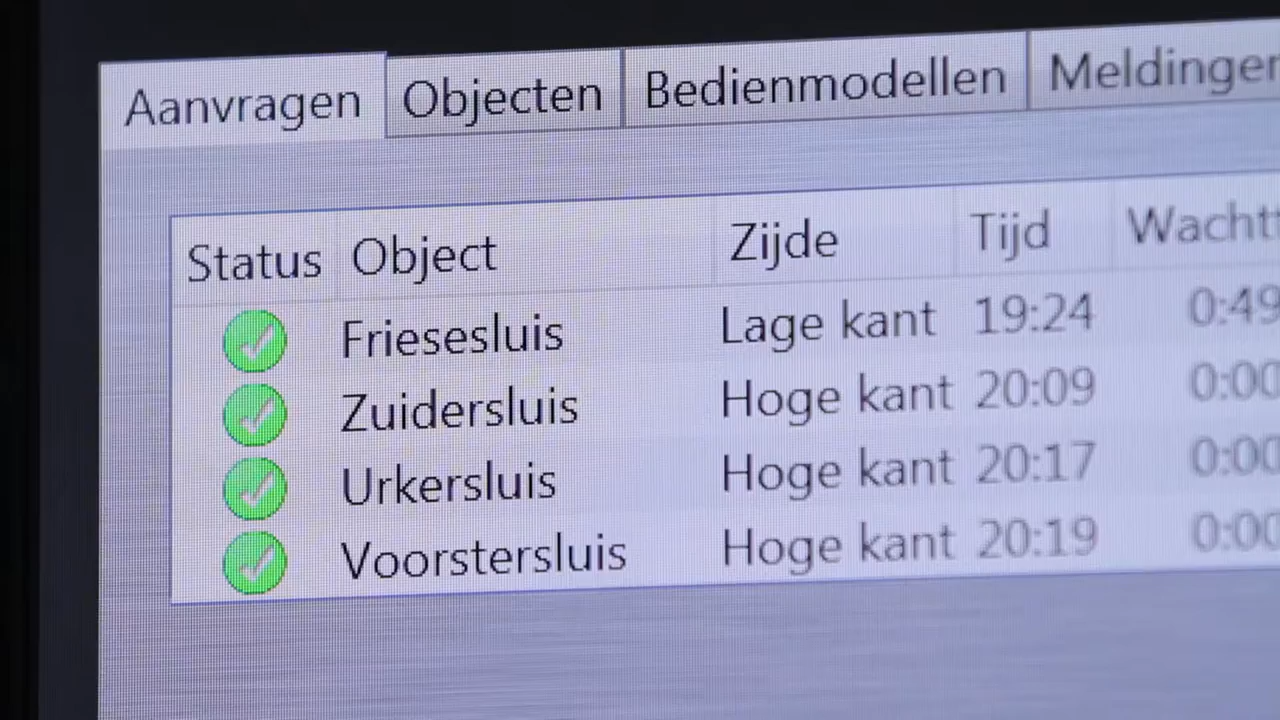 Aanvragen Objecten Bedienmodellen Meldingen
Status Object Zijde Tijd Wacht
Friesesluis Lage kant 19:24 0:49
Zuidersluis Hoge kant 20:09 0:00
Urkersluis Hoge kant 20:17 0:00
Voorstersluis Hoge kant 20:19 0:00